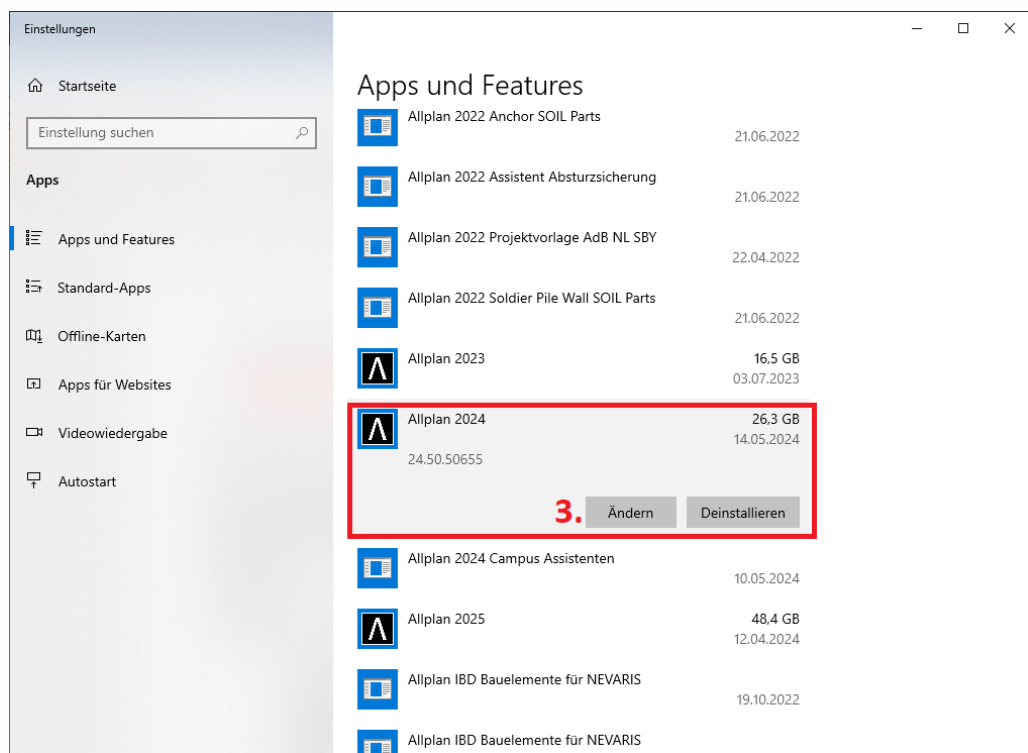 Einstellungen
Startseite
Einstellung suchen
Apps
Apps und Features
Standard-Apps
Offline-Karten
Apps für Websites
Videowiedergabe
Autostart
Apps und Features
Allplan 2022 Anchor SOIL Parts
21.06.2022
Allplan 2022 Assistent Absturzsicherung
21.06.2022
Allplan 2022 Projektvorlage AdB NL SBY
22.04.2022
Allplan 2022 Soldier Pile Wall SOIL Parts
21.06.2022
Allplan 2023 16,5 GB
03.07.2023
Allplan 2024 26,3 GB
14.05.2024
24.50.50655
3. Ändern Deinstallieren
Allplan 2024 Campus Assistenten
10.05.2024
Allplan 2025 48,4 GB
12.04.2024
Allplan IBD Bauelemente für NEVARIS
19.10.2022
Allplan IBD Bauelemente für NEVARIS